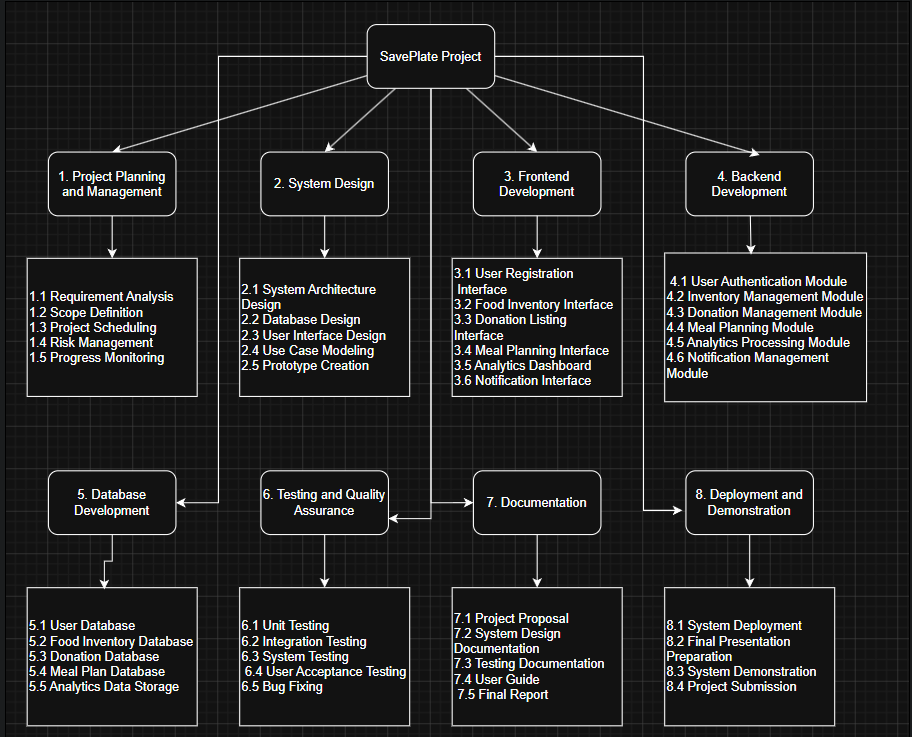 SavePlate Project
1. Project Planning
and Management
2. System Design
3. Frontend
Development
4. Backend
Development
1.1 Requirement Analysis
1.2 Scope Definition
1.3 Project Scheduling
1.4 Risk Management
1.5 Progress Monitoring
2.1 System Architecture
Design
2.2 Database Design
2.3 User Interface Design
2.4 Use Case Modeling
2.5 Prototype Creation
3.1 User Registration
Interface
3.2 Food Inventory Interface
3.3 Donation Listing
Interface
3.4 Meal Planning Interface
3.5 Analytics Dashboard
3.6 Notification Interface
4.1 User Authentication Module
4.2 Inventory Management Module
4.3 Donation Management Module
4.4 Meal Planning Module
4.5 Analytics Processing Module
4.6 Notification Management
Module
5. Database
Development
6. Testing and Quality
Assurance
7. Documentation
8. Deployment and
Demonstration
5.1 User Database
5.2 Food Inventory Database
5.3 Donation Database
5.4 Meal Plan Database
5.5 Analytics Data Storage
6.1 Unit Testing
6.2 Integration Testing
6.3 System Testing
6.4 User Acceptance Testing
6.5 Bug Fixing
7.1 Project Proposal
7.2 System Design
Documentation
7.3 Testing Documentation
7.4 User Guide
7.5 Final Report
8.1 System Deployment
8.2 Final Presentation
Preparation
8.3 System Demonstration
8.4 Project Submission